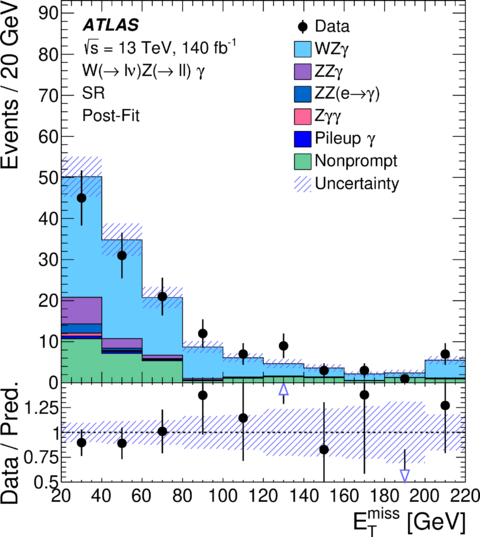 Events / 20 GeV
90
80
70
60
50
40
30
20
10
0
ATLAS
√s = 13 TeV, 140 fb⁻¹
W(→ lν)Z(→ ll) γ
SR
Post-Fit
Data
WZγ
ZZγ
ZZ(e→γ)
Zγγ
Pileup γ
Nonprompt
Uncertainty
Data / Pred.
1.25
1
0.75
0.5
20 40 60 80 100 120 140 160 180 200 220
E_T^miss [GeV]